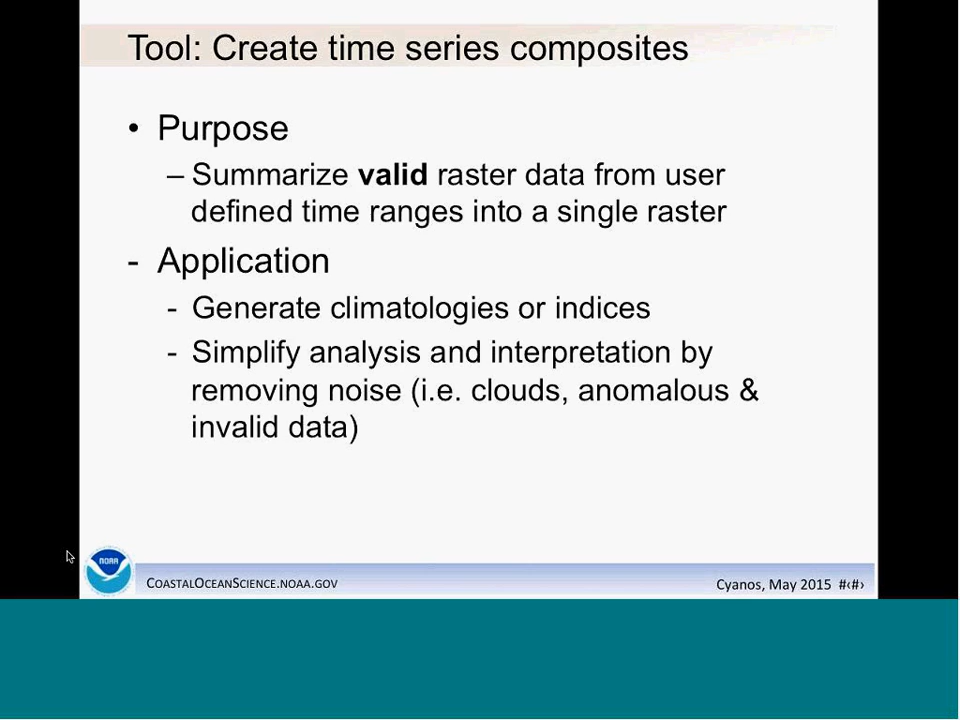 Tool: Create time series composites
• Purpose
– Summarize valid raster data from user
defined time ranges into a single raster
- Application
- Generate climatologies or indices
- Simplify analysis and interpretation by
removing noise (i.e. clouds, anomalous &
invalid data)
NOAA
COASTALOCEANSCIENCE.NOAA.GOV
Cyanos, May 2015 #‹#›